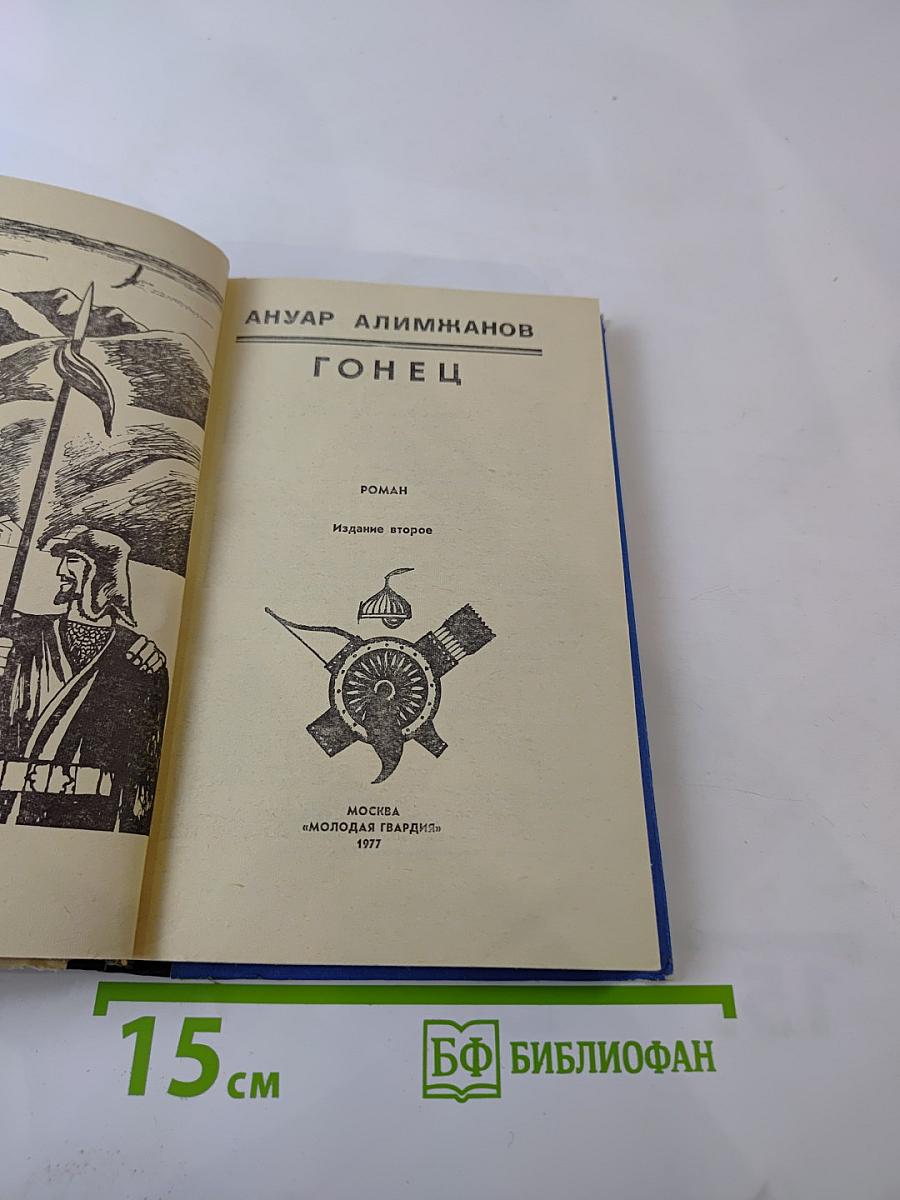 АНУАР АЛИМЖАНОВ
ГОНЕЦ
РОМАН
Издание второе
МОСКВА
«МОЛОДАЯ ГВАРДИЯ»
1977
15 см
БФ БИБЛИОФАН